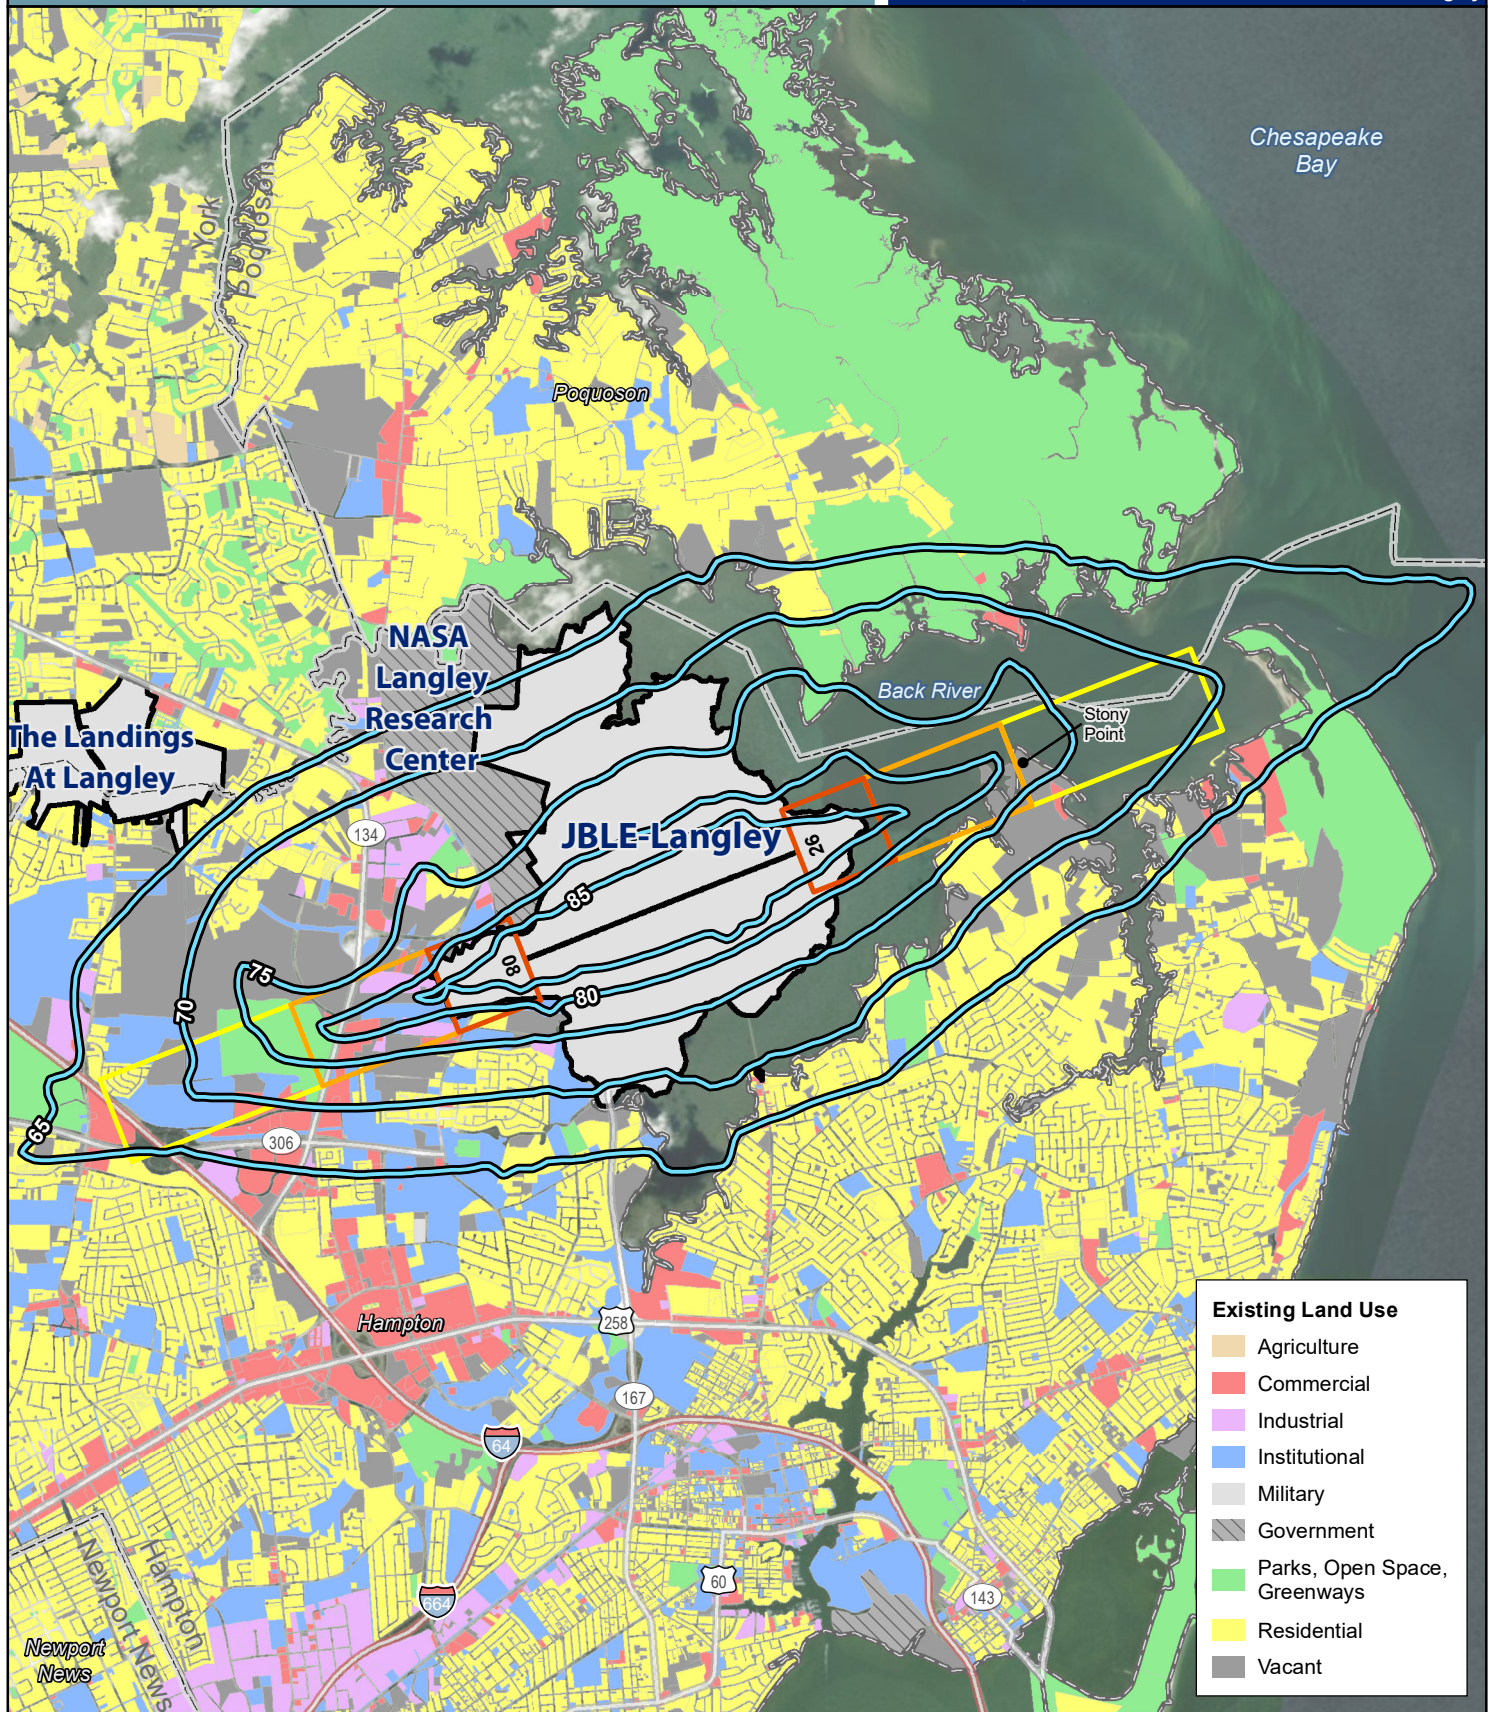 Chesapeake
Bay
York
Poquoson
Poquoson
NASA
Langley
Research
Center
The Landings
At Langley
Back River
Stony
Point
134
JBLE-Langley
26
85
08
80
75
70
65
306
Hampton
258
167
64
60
664
143
Hampton
Newport News
Newport
News
Existing Land Use
Agriculture
Commercial
Industrial
Institutional
Military
Government
Parks, Open Space,
Greenways
Residential
Vacant